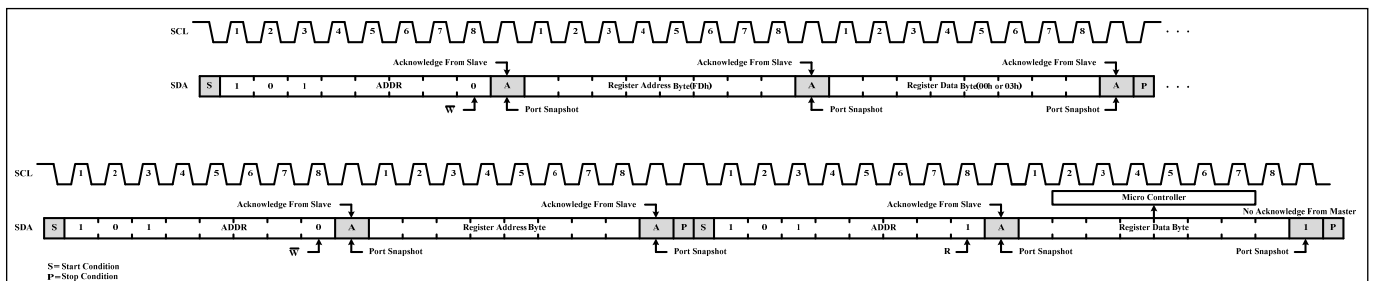 SCL 1 2 3 4 5 6 7 8 1 2 3 4 5 6 7 8 1 2 3 4 5 6 7 8 . . .
Acknowledge From Slave Acknowledge From Slave Acknowledge From Slave
SDA S 1 0 1 ADDR 0 A Register Address Byte(FDh) A Register Data Byte(00h or 03h) A P . . .
W Port Snapshot Port Snapshot Port Snapshot
SCL 1 2 3 4 5 6 7 8 1 2 3 4 5 6 7 8 1 2 3 4 5 6 7 8 1 2 3 4 5 6 7 8
Micro Controller
Acknowledge From Slave Acknowledge From Slave Acknowledge From Slave No Acknowledge From Master
SDA S 1 0 1 ADDR 0 A Register Address Byte A P S 1 0 1 ADDR 1 A Register Data Byte 1 P
W Port Snapshot Port Snapshot R Port Snapshot Port Snapshot
S=Start Condition
P=Stop Condition